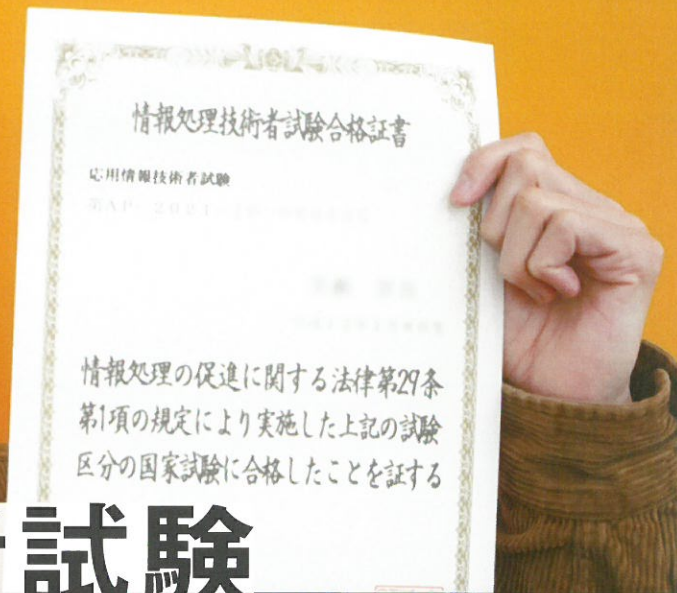 情報処理技術者試験合格証書
応用情報技術者試験
情報処理の促進に関する法律第29条
第1項の規定により実施した上記の試験
区分の国家試験に合格したことを証する
試験